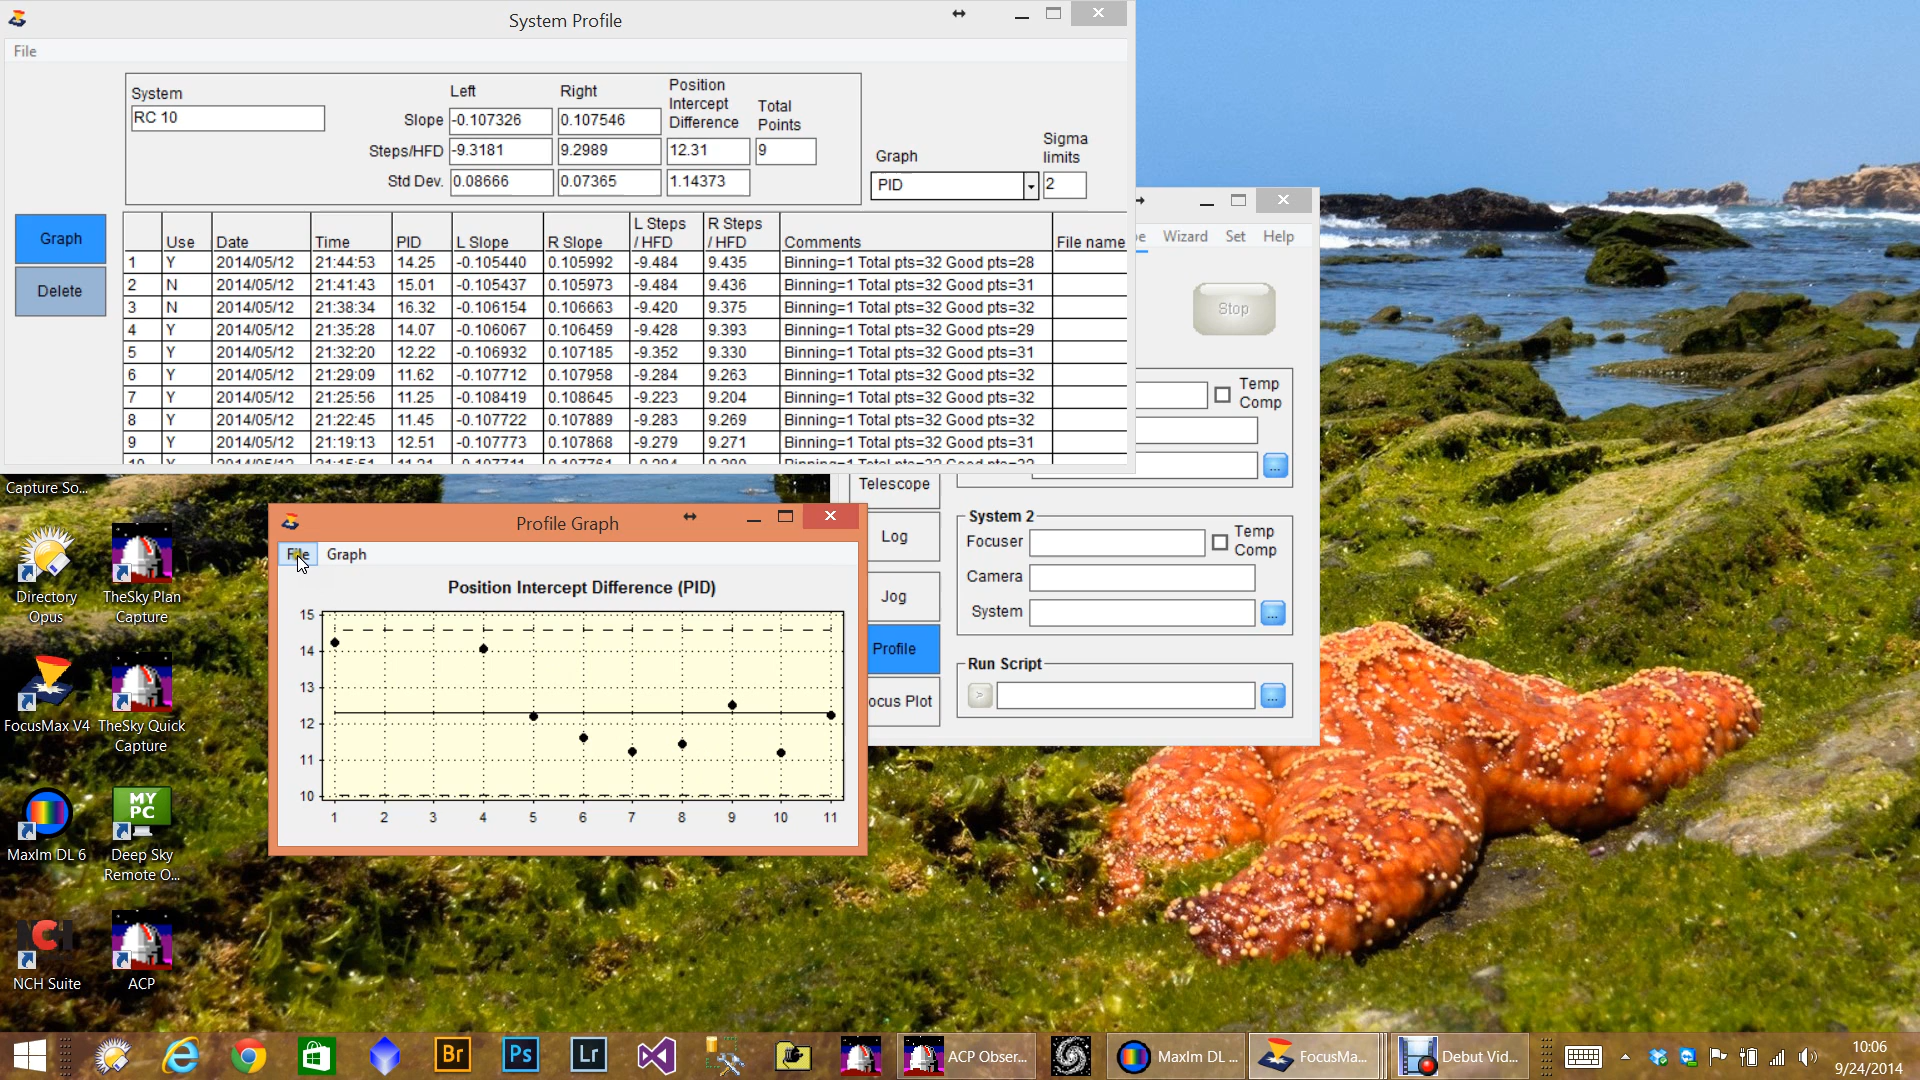 System Profile
File
System
RC 10
Left
Right
Position
Intercept
Difference
Total
Points
Slope -0.107326 0.107546
Steps/HFD -9.3181 9.2989 12.31 9
Std Dev. 0.08666 0.07365 1.14373
Graph
PID
Sigma
limits
2
Graph
Delete
Use Date Time PID L Slope R Slope L Steps /HFD R Steps /HFD Comments File name
1 Y 2014/05/12 21:44:53 14.25 -0.105440 0.105992 -9.484 9.435 Binning=1 Total pts=32 Good pts=28
2 N 2014/05/12 21:41:43 15.01 -0.105437 0.105973 -9.484 9.436 Binning=1 Total pts=32 Good pts=31
3 N 2014/05/12 21:38:34 16.32 -0.106154 0.106663 -9.420 9.375 Binning=1 Total pts=32 Good pts=32
4 Y 2014/05/12 21:35:28 14.07 -0.106067 0.106459 -9.428 9.393 Binning=1 Total pts=32 Good pts=29
5 Y 2014/05/12 21:32:20 12.22 -0.106932 0.107185 -9.352 9.330 Binning=1 Total pts=32 Good pts=31
6 Y 2014/05/12 21:29:09 11.62 -0.107712 0.107958 -9.284 9.263 Binning=1 Total pts=32 Good pts=32
7 Y 2014/05/12 21:25:56 11.25 -0.108419 0.108645 -9.223 9.204 Binning=1 Total pts=32 Good pts=32
8 Y 2014/05/12 21:22:45 11.45 -0.107722 0.107889 -9.283 9.269 Binning=1 Total pts=32 Good pts=32
9 Y 2014/05/12 21:19:13 12.51 -0.107773 0.107868 -9.279 9.271 Binning=1 Total pts=32 Good pts=31
Wizard Set Help
Stop
Temp
Comp
...
Telescope
Log
Jog
Profile
ocus Plot
System 2
Focuser
Temp
Comp
Camera
System
...
Run Script
>
...
Profile Graph
File Graph
Position Intercept Difference (PID)
15
14
13
12
11
10
1 2 3 4 5 6 7 8 9 10 11
Capture So...
Directory
Opus
TheSky Plan
Capture
FocusMax V4
TheSky Quick
Capture
MaxIm DL 6
MY
PC
Deep Sky
Remote O...
NCH
NCH Suite
ACP
Br
Ps
Lr
ACP Obser...
MaxIm DL ...
FocusMa...
Debut Vid...
10:06
9/24/2014